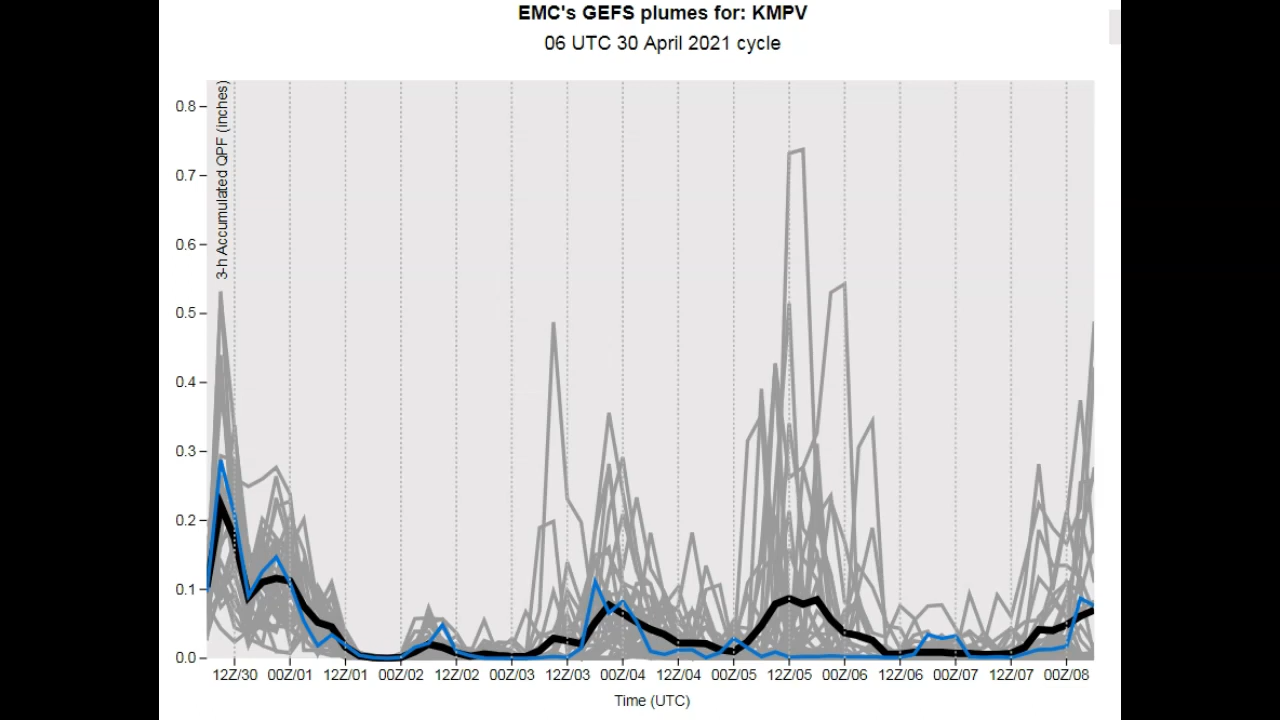 EMC's GEFS plumes for: KMPV
06 UTC 30 April 2021 cycle
3-h Accumulated QPF (inches)
0.8
0.7
0.6
0.5
0.4
0.3
0.2
0.1
0.0
12Z/30 00Z/01 12Z/01 00Z/02 12Z/02 00Z/03 12Z/03 00Z/04 12Z/04 00Z/05 12Z/05 00Z/06 12Z/06 00Z/07 12Z/07 00Z/08
Time (UTC)